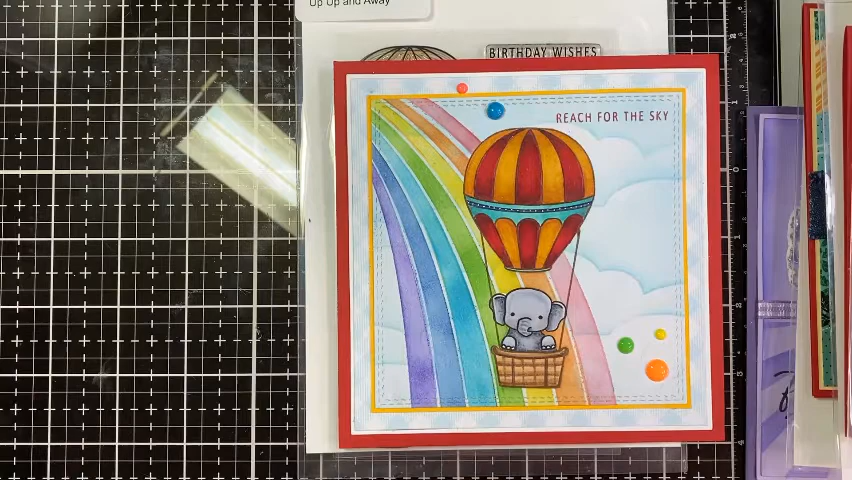 Up Up and Away
BIRTHDAY WISHES
REACH FOR THE SKY